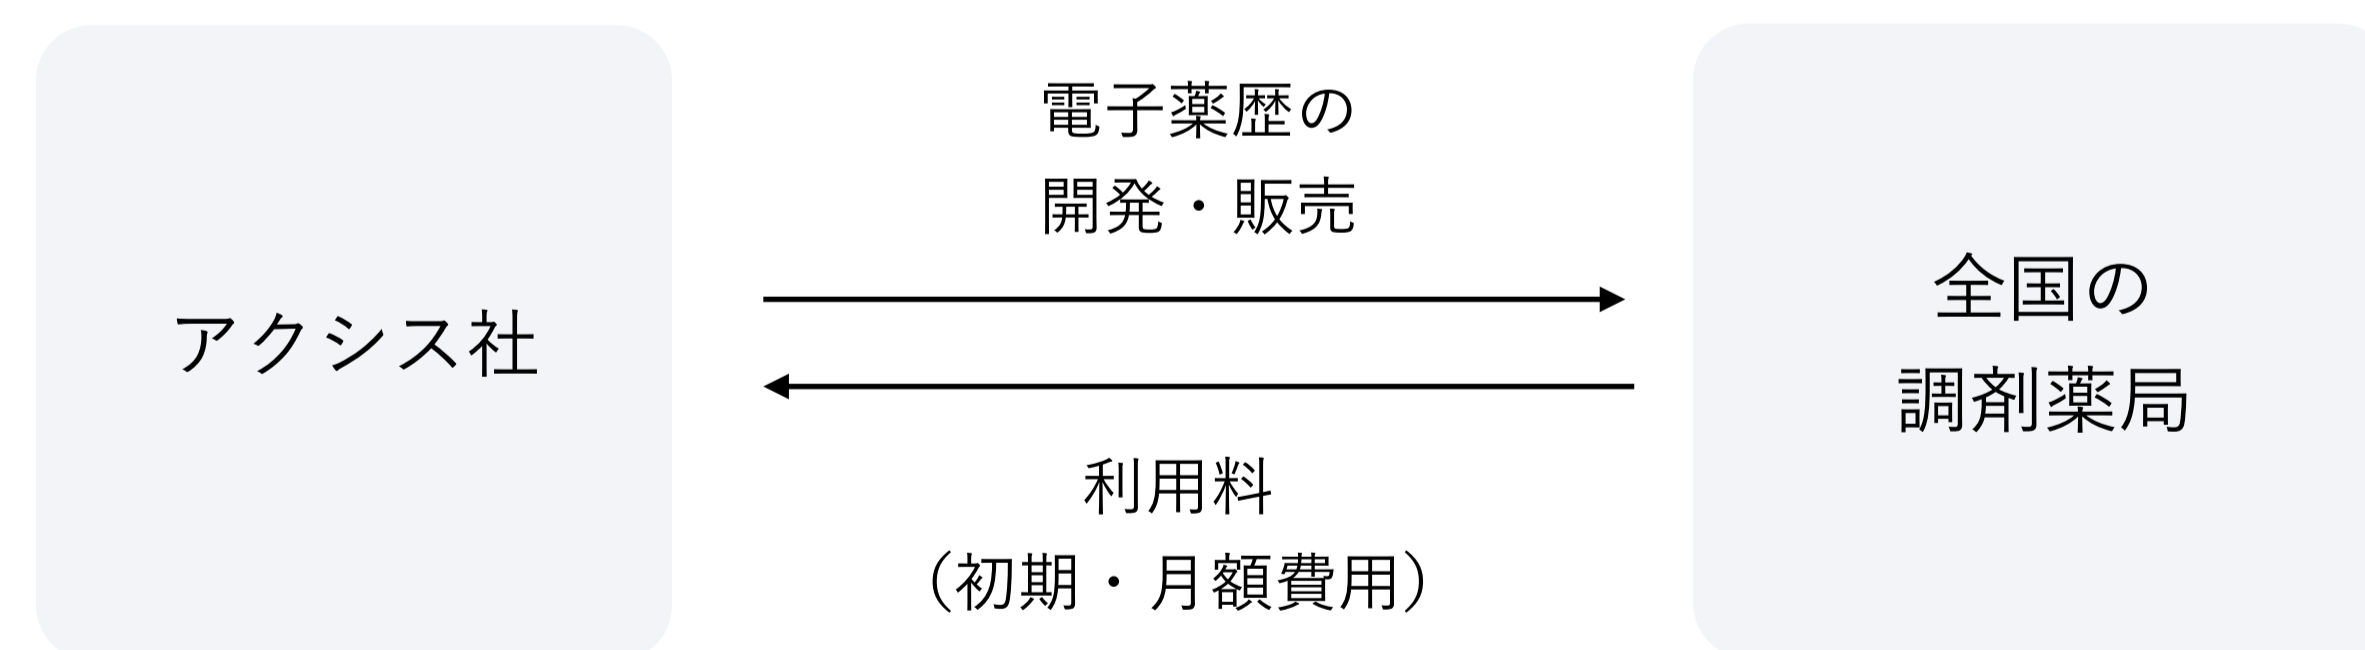 アクシス社
電子薬歴の
開発・販売
利用料
（初期・月額費用）
全国の
調剤薬局